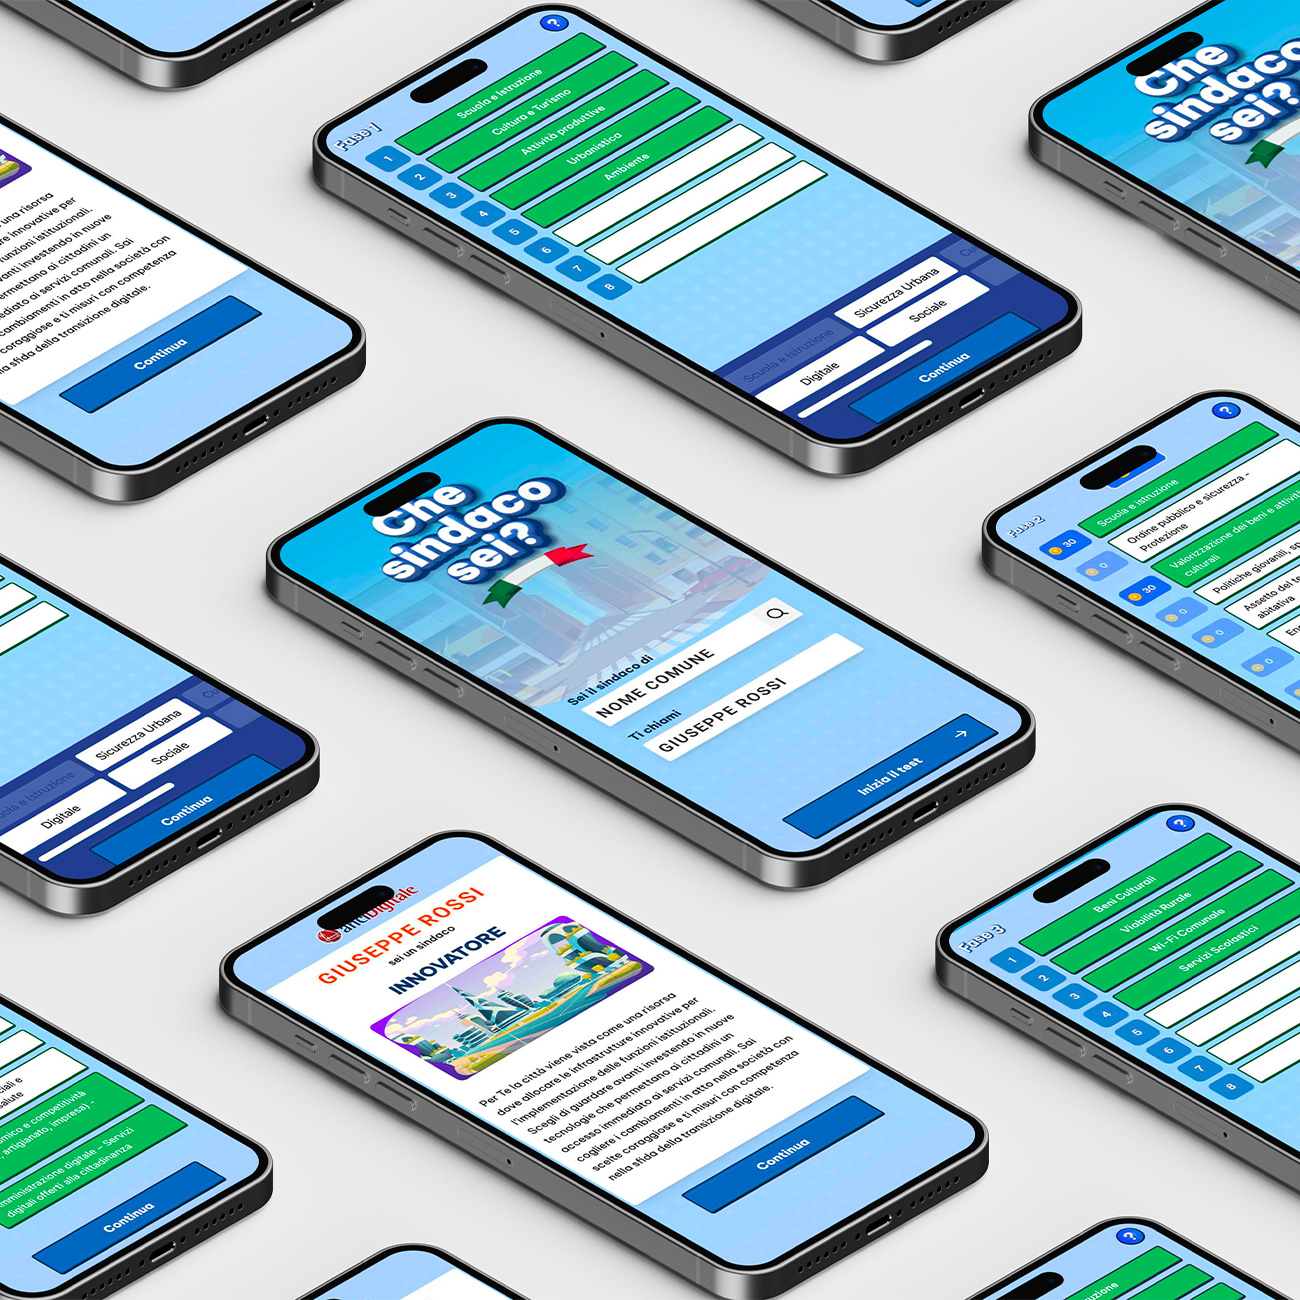 ?
Fase 1
1 Scuola e Istruzione
2 Cultura e Turismo
3 Attività produttive
4 Urbanistica
5 Ambiente
6
7
8
Scuola e Istruzione
Sicurezza Urbana
Cu
Digitale
Sociale
Continua
Che
sindaco
sei?
una risorsa
re innovative per
funzioni istituzionali.
vanti investendo in nuove
ermettano ai cittadini un
ediato ai servizi comunali. Sai
cambiamenti in atto nella società con
coraggiose e ti misuri con competenza
la sfida della transizione digitale.
Continua
Che
sindaco
sei?
Sei il sindaco di
NOME COMUNE
Ti chiami
GIUSEPPE ROSSI
Inizia il test
?
Fase 2
30 Scuola e istruzione
0 Ordine pubblico e sicurezza -
Protezione
30 Valorizzazione dei beni e attività
culturali
0 Politiche giovanili, sp
0 Assetto del te
abitativa
0 En
uola e Istruzione
Sicurezza Urbana
Cu
Digitale
Sociale
Continua
anciDigitale
GIUSEPPE ROSSI
sei un sindaco
INNOVATORE
Per Te la città viene vista come una risorsa
dove allocare le infrastrutture innovative per
l'implementazione delle funzioni istituzionali.
Scegli di guardare avanti investendo in nuove
tecnologie che permettano ai cittadini un
accesso immediato ai servizi comunali. Sai
cogliere i cambiamenti in atto nella società con
scelte coraggiose e ti misuri con competenza
nella sfida della transizione digitale.
Continua
?
Fase 3
1 Beni Culturali
2 Viabilità Rurale
3 Wi-Fi Comunale
4 Servizi Scolastici
5
6
7
8
ciali e
salute
omico e competitività
, artigianato, impresa) -
mministrazione digitale – Servizi
digitali offerti alla cittadinanza
Continua
?
truzione